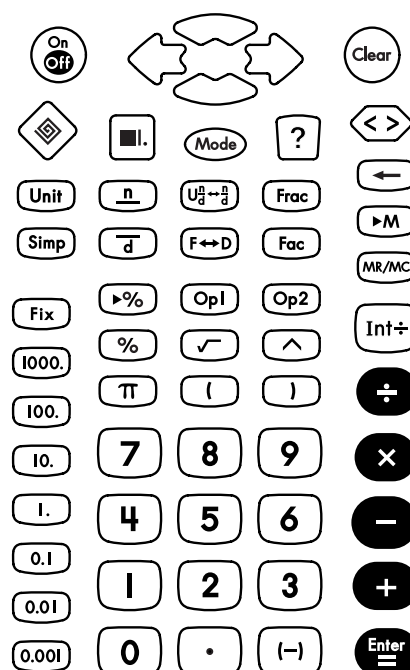 On
Off
Clear
■I.
Mode
?
< >
←
Unit
n
U n/d ↔ n/d
Frac
▸M
Simp
d
F↔D
Fac
MR/MC
Fix
▸%
Op1
Op2
Int÷
1000.
%
√
^
100.
π
(
)
÷
10.
7
8
9
×
1.
4
5
6
−
0.1
1
2
3
+
0.01
0.001
0
.
(−)
Enter
=